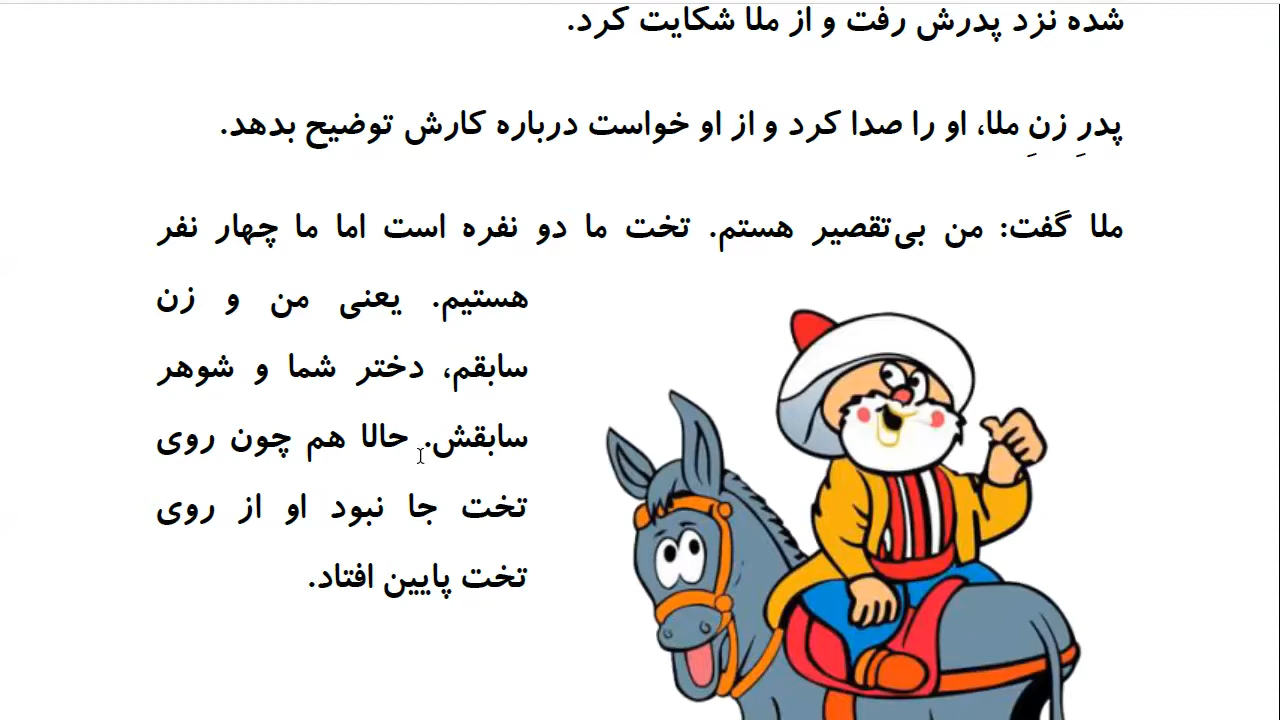 شده نزد پدرش رفت و از ملا شکایت کرد.
پدرِ زنِ ملا، او را صدا کرد و از او خواست درباره کارش توضیح بدهد.
ملا گفت: من بی‌تقصیر هستم. تخت ما دو نفره است اما ما چهار نفر
هستیم. یعنی من و زن
سابقم، دختر شما و شوهر
سابقش. حالا هم چون روی
تخت جا نبود او از روی
تخت پایین افتاد.